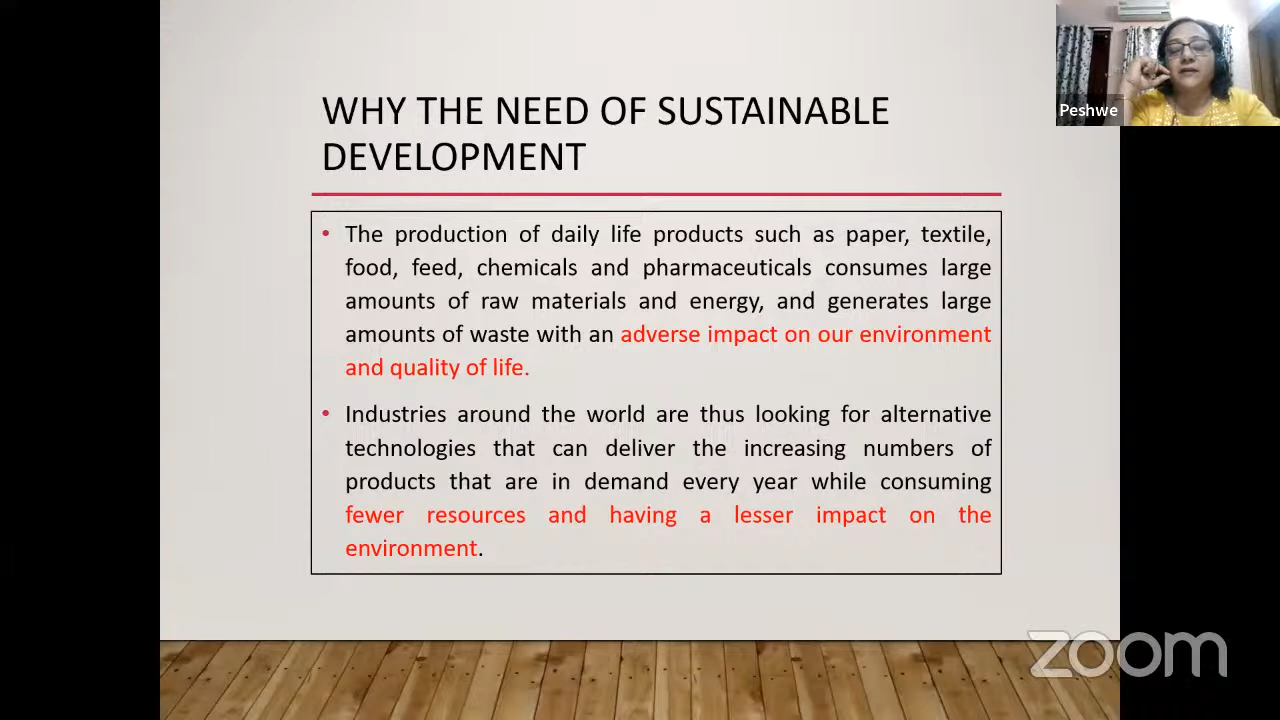 WHY THE NEED OF SUSTAINABLE
DEVELOPMENT
• The production of daily life products such as paper, textile,
food, feed, chemicals and pharmaceuticals consumes large
amounts of raw materials and energy, and generates large
amounts of waste with an adverse impact on our environment
and quality of life.
• Industries around the world are thus looking for alternative
technologies that can deliver the increasing numbers of
products that are in demand every year while consuming
fewer resources and having a lesser impact on the
environment.
Peshwe
zoom